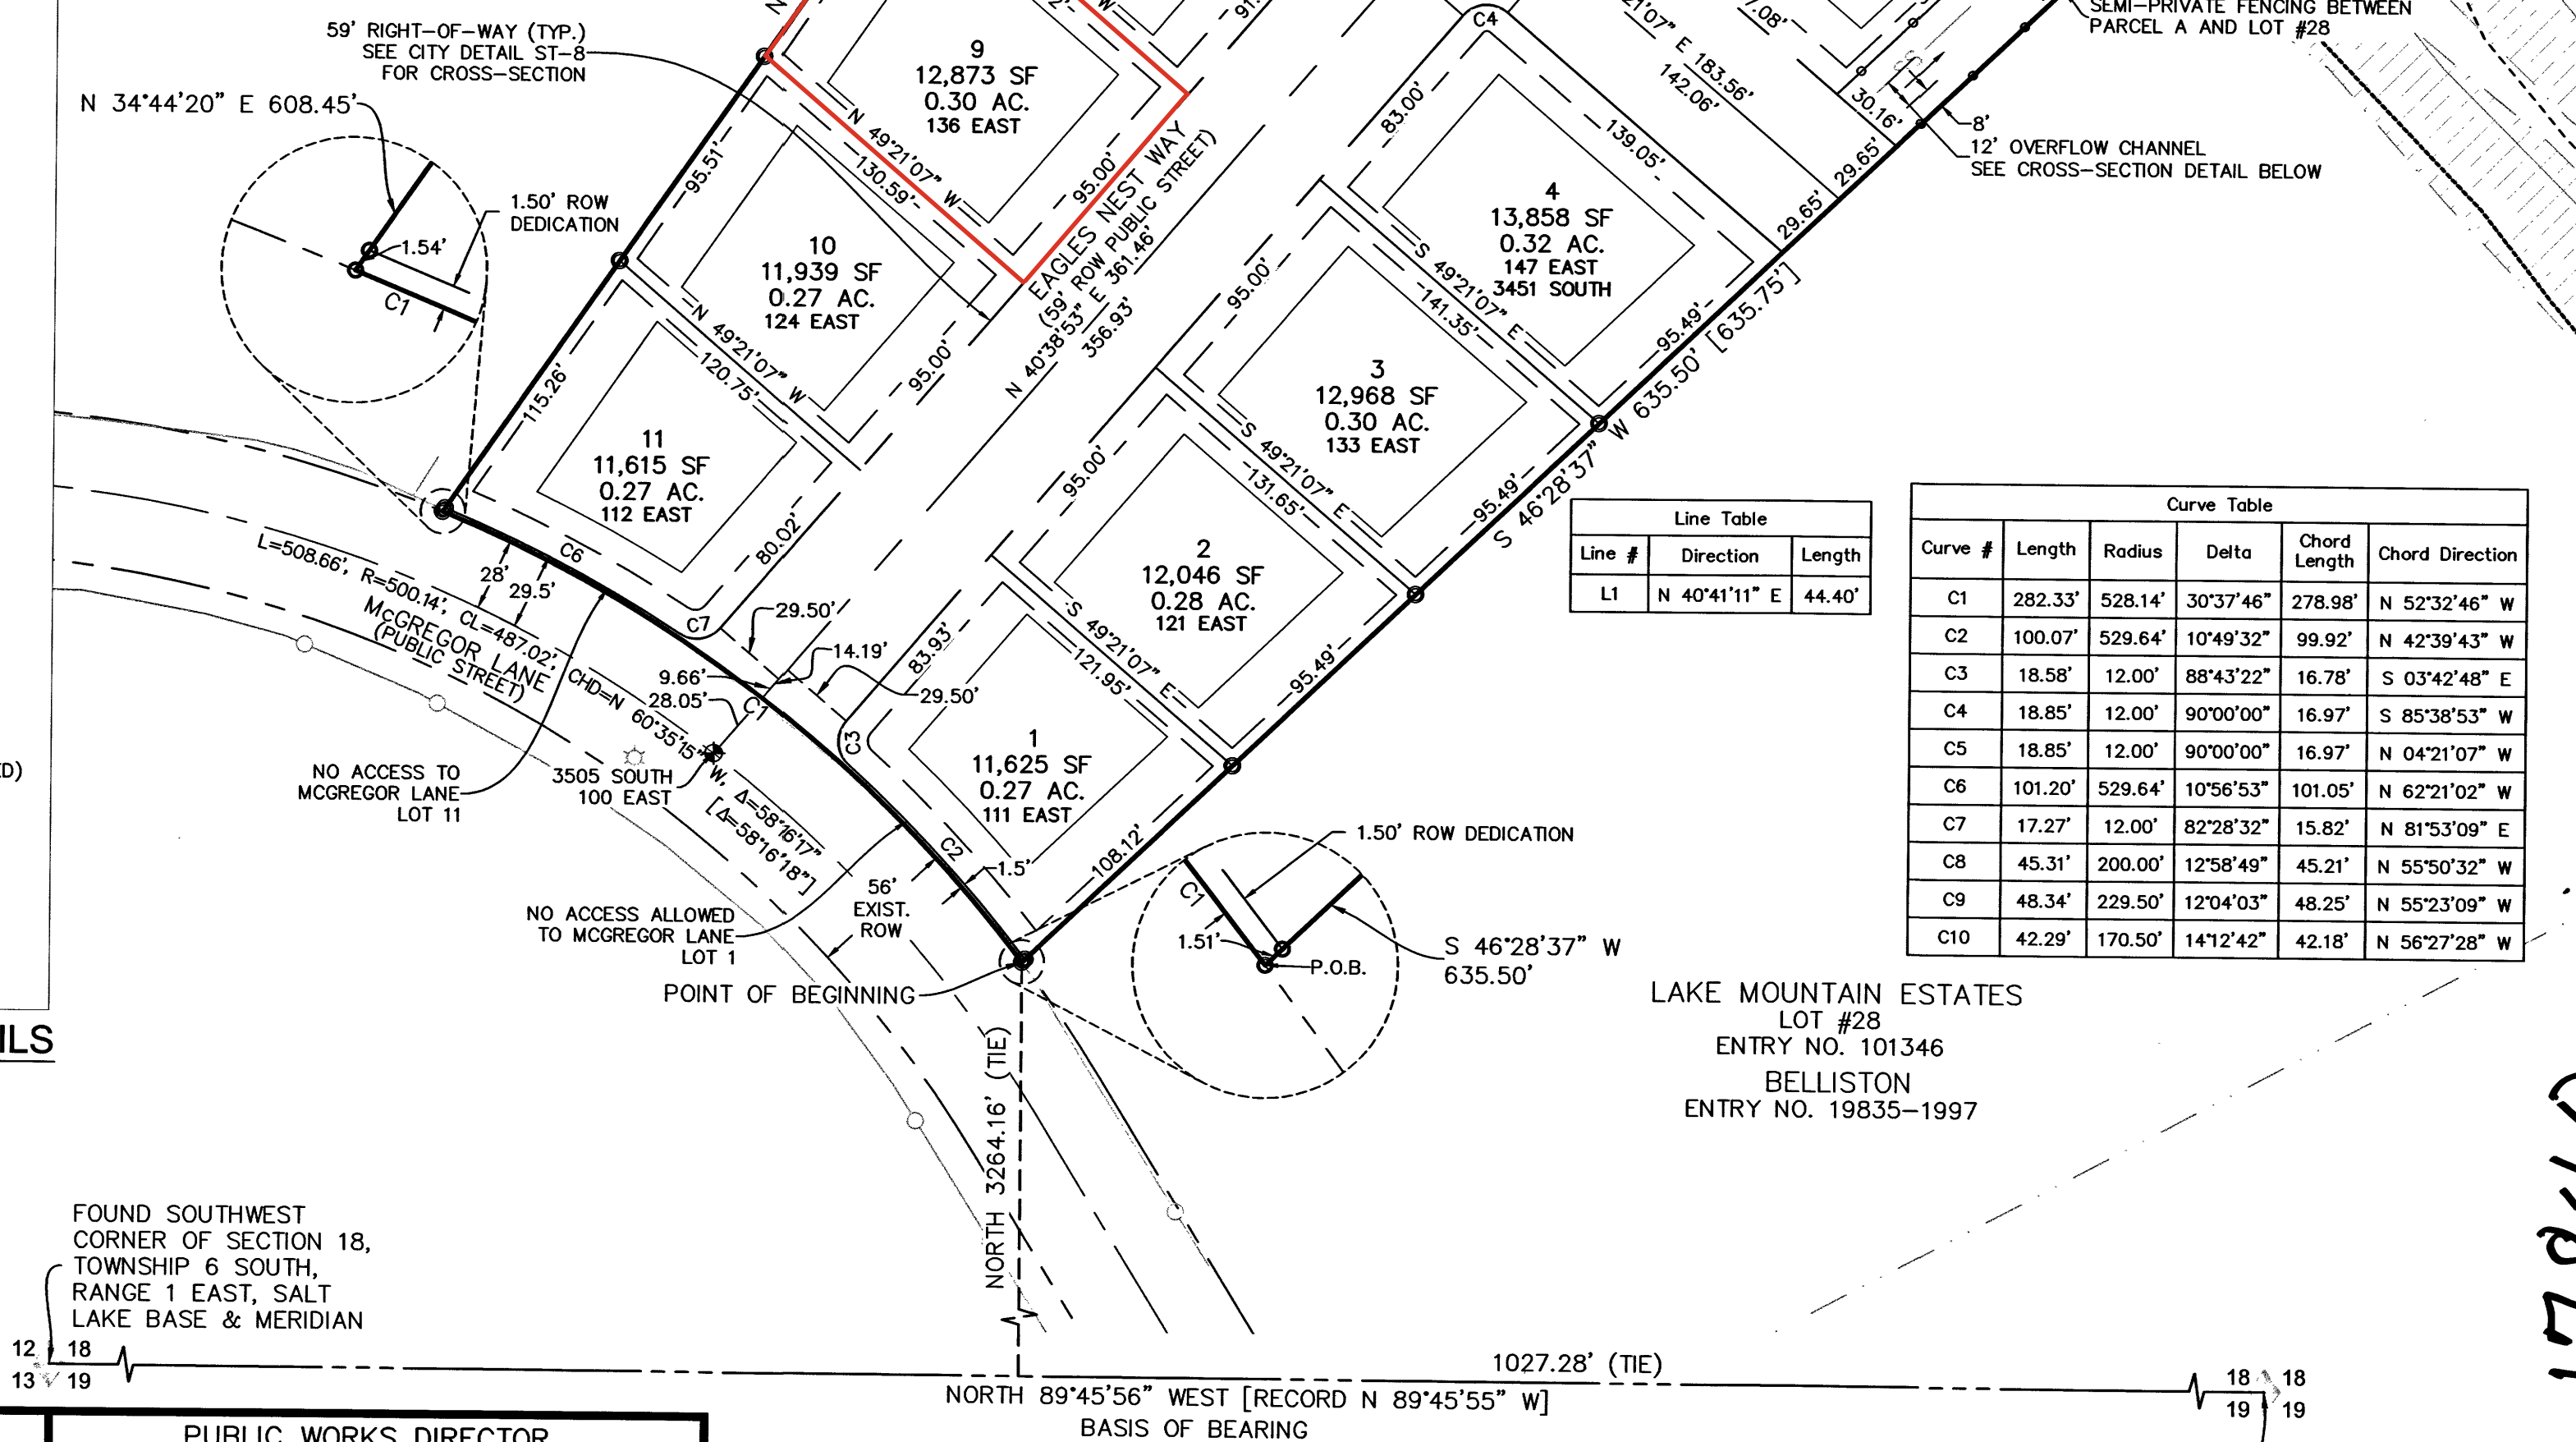 59' RIGHT-OF-WAY (TYP.)
SEE CITY DETAIL ST-8
FOR CROSS-SECTION
N 34°44'20" E 608.45'
1.54'
1.50' ROW
DEDICATION
C1
9
12,873 SF
0.30 AC.
136 EAST
N 49°21'07" W
130.59'
95.00'
95.51'
10
11,939 SF
0.27 AC.
124 EAST
N 49°21'07" W
120.75'
95.00'
115.26'
11
11,615 SF
0.27 AC.
112 EAST
80.02'
C6
C7
EAGLES NEST WAY
(59' ROW PUBLIC STREET)
N 40°38'53" E 361.46'
356.93'
C4
83.00'
139.05'
4
13,858 SF
0.32 AC.
147 EAST
3451 SOUTH
S 49°21'07" E
141.35'
95.49'
95.00'
3
12,968 SF
0.30 AC.
133 EAST
S 49°21'07" E
131.65'
95.49'
95.00'
2
12,046 SF
0.28 AC.
121 EAST
S 49°21'07" E
121.95'
95.49'
83.93'
1
11,625 SF
0.27 AC.
111 EAST
108.12'
C3
C2
21'07" E 183.56'
142.06'
7.08'
30.16'
29.65'
29.65'
8'
SEMI-PRIVATE FENCING BETWEEN
PARCEL A AND LOT #28
12' OVERFLOW CHANNEL
SEE CROSS-SECTION DETAIL BELOW
S 46°28'37" W 635.50' [635.75']
29.50'
14.19'
29.50'
9.66'
28.05'
C1
28'
29.5'
L=508.66', R=500.14', CL=487.02', CHD=N 60°35'15" W, Δ=58°16'17"
[Δ=58°16'18"]
McGREGOR LANE
(PUBLIC STREET)
3505 SOUTH
100 EAST
NO ACCESS TO
MCGREGOR LANE
LOT 11
NO ACCESS ALLOWED
TO MCGREGOR LANE
LOT 1
56'
EXIST.
ROW
1.5'
POINT OF BEGINNING
1.50' ROW DEDICATION
C1
1.51'
P.O.B.
S 46°28'37" W
635.50'
Line Table
Line # Direction Length
L1 N 40°41'11" E 44.40'
Curve Table
Curve # Length Radius Delta Chord Length Chord Direction
C1 282.33' 528.14' 30°37'46" 278.98' N 52°32'46" W
C2 100.07' 529.64' 10°49'32" 99.92' N 42°39'43" W
C3 18.58' 12.00' 88°43'22" 16.78' S 03°42'48" E
C4 18.85' 12.00' 90°00'00" 16.97' S 85°38'53" W
C5 18.85' 12.00' 90°00'00" 16.97' N 04°21'07" W
C6 101.20' 529.64' 10°56'53" 101.05' N 62°21'02" W
C7 17.27' 12.00' 82°28'32" 15.82' N 81°53'09" E
C8 45.31' 200.00' 12°58'49" 45.21' N 55°50'32" W
C9 48.34' 229.50' 12°04'03" 48.25' N 55°23'09" W
C10 42.29' 170.50' 14°12'42" 42.18' N 56°27'28" W
LAKE MOUNTAIN ESTATES
LOT #28
ENTRY NO. 101346
BELLISTON
ENTRY NO. 19835-1997
NORTH 3264.16' (TIE)
FOUND SOUTHWEST
CORNER OF SECTION 18,
TOWNSHIP 6 SOUTH,
RANGE 1 EAST, SALT
LAKE BASE & MERIDIAN
12 18
13 19
1027.28' (TIE)
NORTH 89°45'56" WEST [RECORD N 89°45'55" W]
BASIS OF BEARING
18 18
19 19
PUBLIC WORKS DIRECTOR
ILS